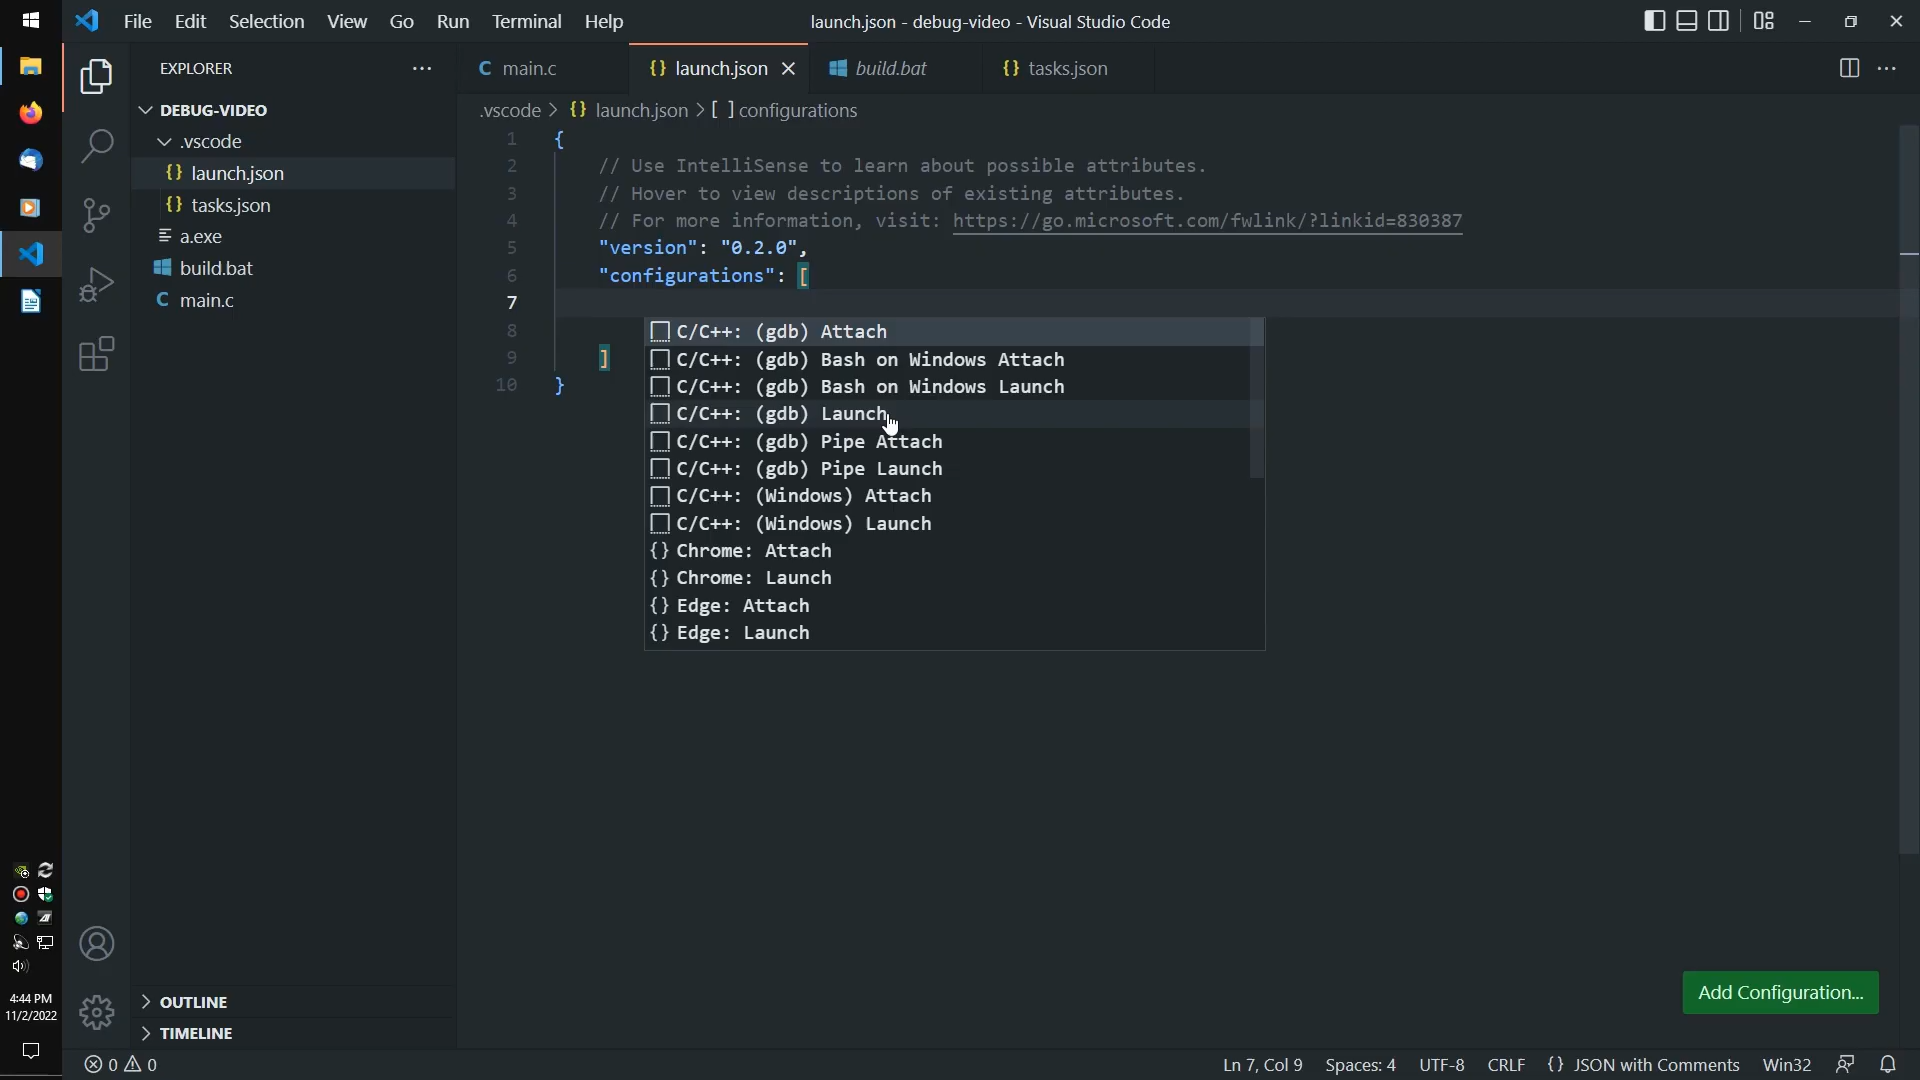 File Edit Selection View Go Run Terminal Help
launch.json - debug-video - Visual Studio Code
EXPLORER
DEBUG-VIDEO
.vscode
{} launch.json
{} tasks.json
a.exe
build.bat
C main.c
OUTLINE
TIMELINE
C main.c
{} launch.json
build.bat
{} tasks.json
.vscode > {} launch.json > [ ] configurations
1 {
2 // Use IntelliSense to learn about possible attributes.
3 // Hover to view descriptions of existing attributes.
4 // For more information, visit: https://go.microsoft.com/fwlink/?linkid=830387
5 "version": "0.2.0",
6 "configurations": [
7
8
9 ]
10 }
C/C++: (gdb) Attach
C/C++: (gdb) Bash on Windows Attach
C/C++: (gdb) Bash on Windows Launch
C/C++: (gdb) Launch
C/C++: (gdb) Pipe Attach
C/C++: (gdb) Pipe Launch
C/C++: (Windows) Attach
C/C++: (Windows) Launch
{} Chrome: Attach
{} Chrome: Launch
{} Edge: Attach
{} Edge: Launch
Add Configuration...
4:44 PM
11/2/2022
0 0
Ln 7, Col 9 Spaces: 4 UTF-8 CRLF {} JSON with Comments Win32